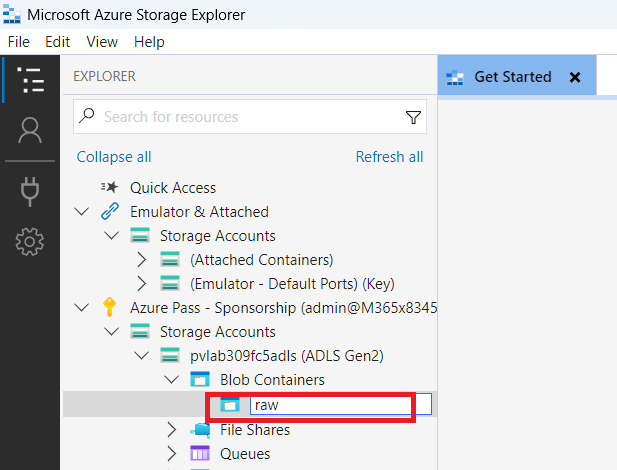 Microsoft Azure Storage Explorer
File Edit View Help
EXPLORER
Get Started
Search for resources
Collapse all Refresh all
Quick Access
Emulator & Attached
Storage Accounts
(Attached Containers)
(Emulator - Default Ports) (Key)
Azure Pass - Sponsorship (admin@M365x8345
Storage Accounts
pvlab309fc5adls (ADLS Gen2)
Blob Containers
raw
File Shares
Queues